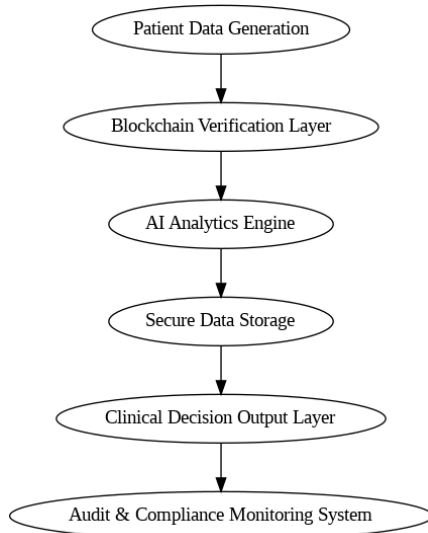 Patient Data Generation
Blockchain Verification Layer
AI Analytics Engine
Secure Data Storage
Clinical Decision Output Layer
Audit & Compliance Monitoring System